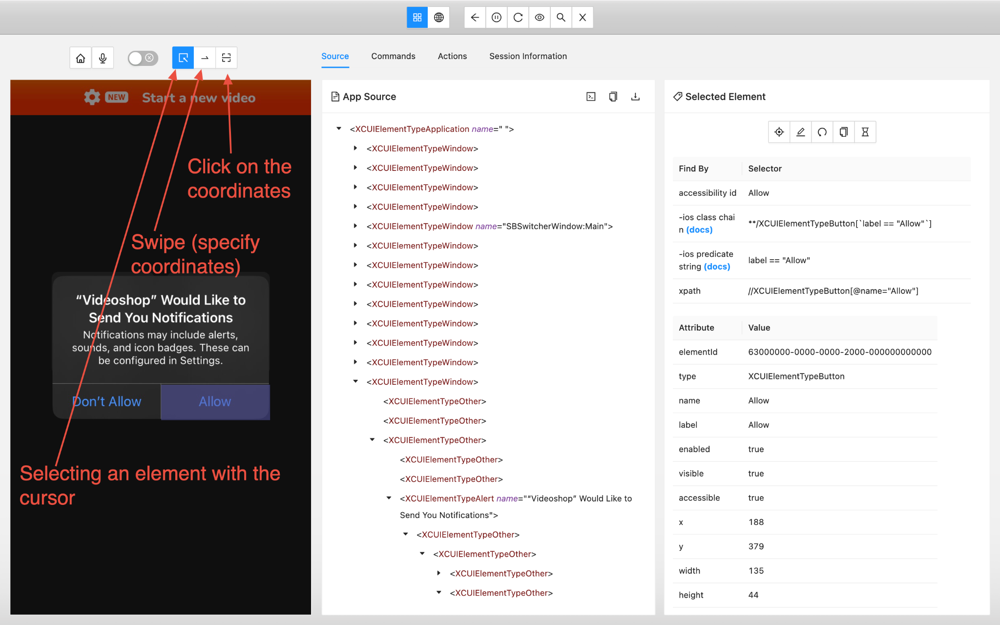 Source Commands Actions Session Information
NEW Start a new video
Click on the
coordinates
Swipe (specify
coordinates)
“Videoshop” Would Like to
Send You Notifications
Notifications may include alerts,
sounds, and icon badges. These can
be configured in Settings.
Don’t Allow Allow
Selecting an element with the
cursor
App Source
<XCUIElementTypeApplication name=" ">
<XCUIElementTypeWindow>
<XCUIElementTypeWindow>
<XCUIElementTypeWindow>
<XCUIElementTypeWindow>
<XCUIElementTypeWindow name="SBSwitcherWindow:Main">
<XCUIElementTypeWindow>
<XCUIElementTypeWindow>
<XCUIElementTypeWindow>
<XCUIElementTypeWindow>
<XCUIElementTypeWindow>
<XCUIElementTypeWindow>
<XCUIElementTypeWindow>
<XCUIElementTypeWindow>
<XCUIElementTypeOther>
<XCUIElementTypeOther>
<XCUIElementTypeOther>
<XCUIElementTypeOther>
<XCUIElementTypeOther>
<XCUIElementTypeAlert name="“Videoshop” Would Like to
Send You Notifications">
<XCUIElementTypeOther>
<XCUIElementTypeOther>
<XCUIElementTypeOther>
<XCUIElementTypeOther>
Selected Element
Find By Selector
accessibility id Allow
-ios class chai
n (docs) **/XCUIElementTypeButton[`label == "Allow"`]
-ios predicate
string (docs) label == "Allow"
xpath //XCUIElementTypeButton[@name="Allow"]
Attribute Value
elementId 63000000-0000-0000-2000-000000000000
type XCUIElementTypeButton
name Allow
label Allow
enabled true
visible true
accessible true
x 188
y 379
width 135
height 44